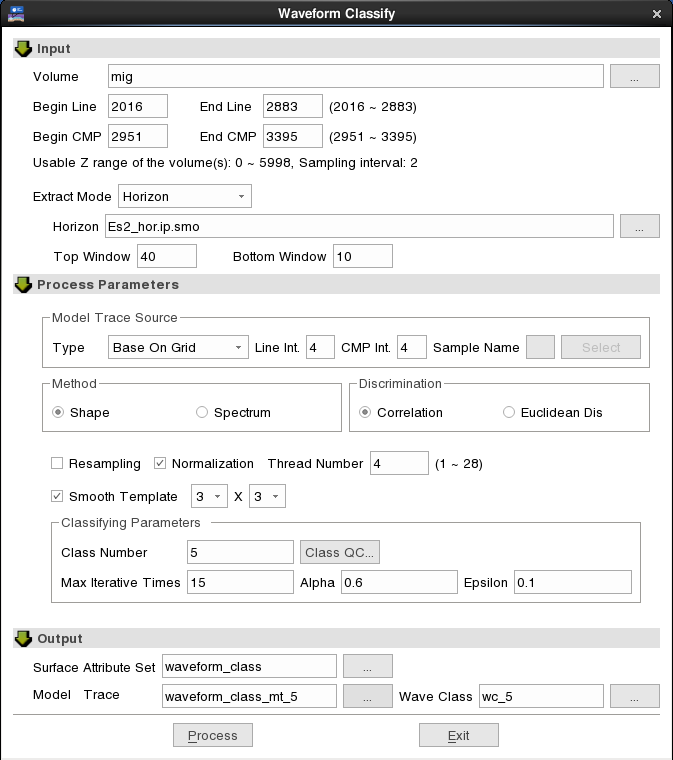 Waveform Classify
Input
Volume mig ...
Begin Line 2016 End Line 2883 (2016 ~ 2883)
Begin CMP 2951 End CMP 3395 (2951 ~ 3395)
Usable Z range of the volume(s): 0 ~ 5998, Sampling interval: 2
Extract Mode Horizon
Horizon Es2_hor.ip.smo ...
Top Window 40 Bottom Window 10
Process Parameters
Model Trace Source
Type Base On Grid Line Int. 4 CMP Int. 4 Sample Name Select
Method Discrimination
Shape Spectrum Correlation Euclidean Dis
Resampling Normalization Thread Number 4 (1 ~ 28)
Smooth Template 3 X 3
Classifying Parameters
Class Number 5 Class QC...
Max Iterative Times 15 Alpha 0.6 Epsilon 0.1
Output
Surface Attribute Set waveform_class ...
Model Trace waveform_class_mt_5 ... Wave Class wc_5 ...
Process Exit